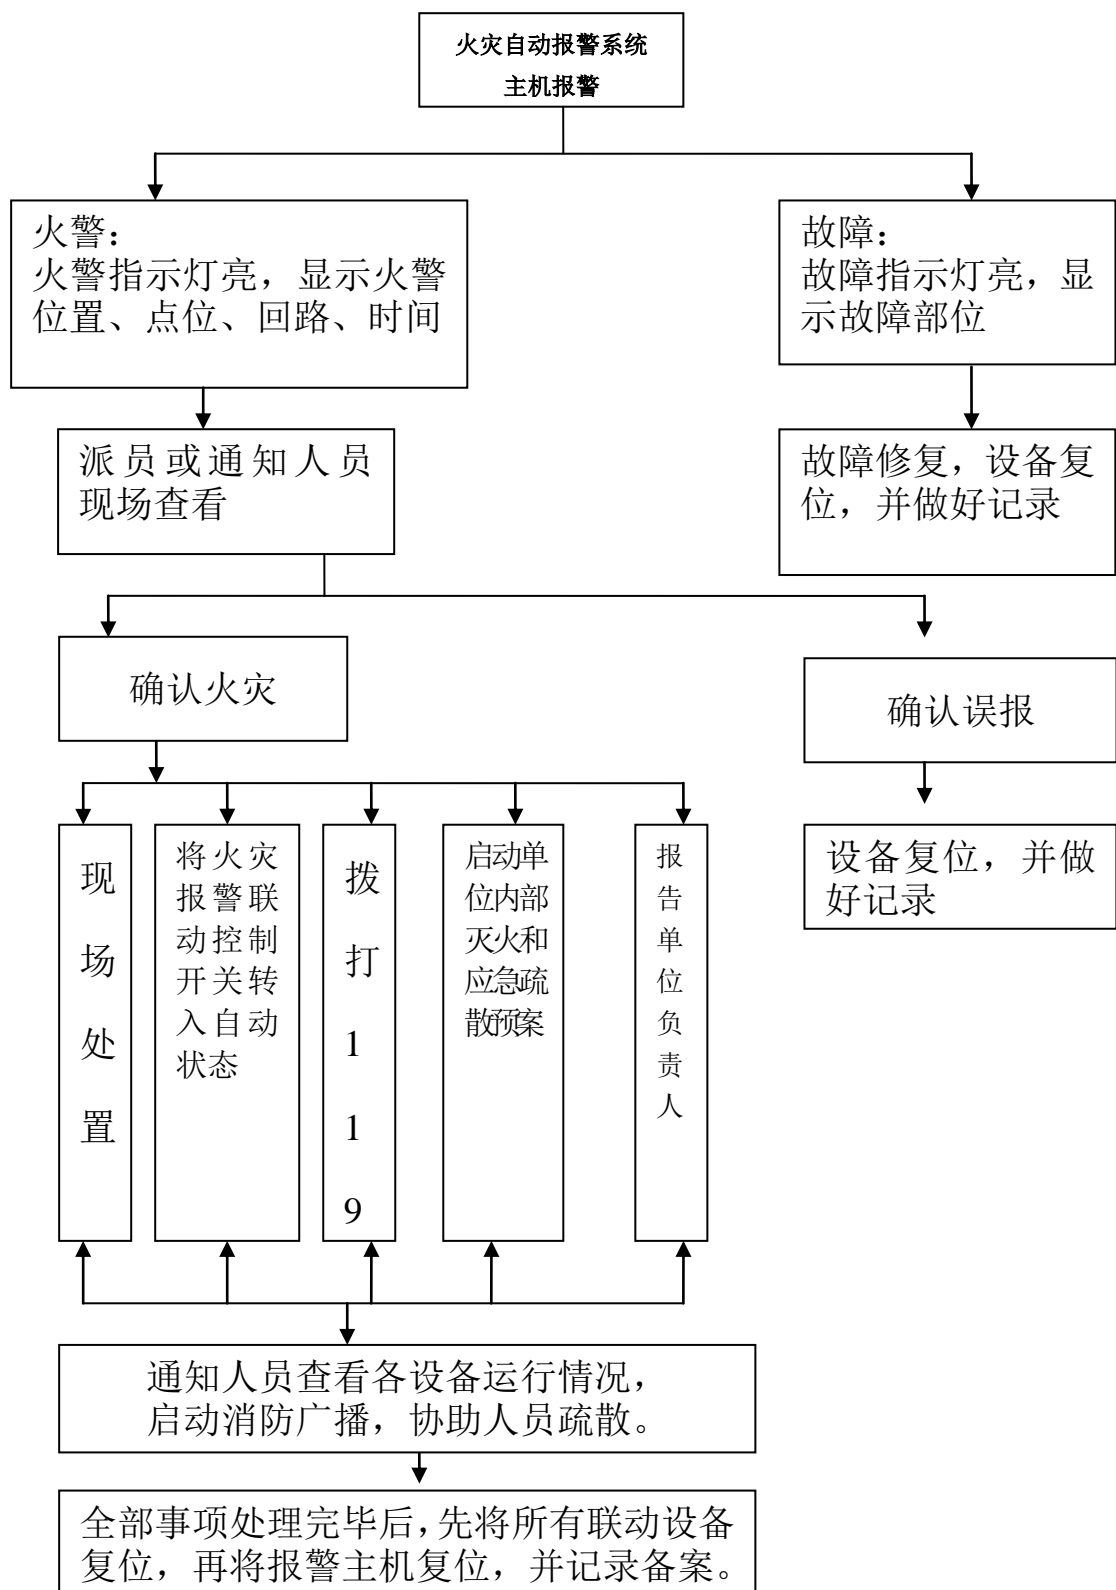 火灾自动报警系统
主机报警
火警：
火警指示灯亮，显示火警
位置、点位、回路、时间
故障：
故障指示灯亮，显
示故障部位
派员或通知人员
现场查看
故障修复，设备复
位，并做好记录
确认火灾
确认误报
现场处置
将火灾
报警联
动控制
开关转
入自动
状态
拨打119
启动单
位内部
灭火和
应急疏
散预案
报告单位负责人
设备复位，并做
好记录
通知人员查看各设备运行情况，
启动消防广播，协助人员疏散。
全部事项处理完毕后，先将所有联动设备
复位，再将报警主机复位，并记录备案。